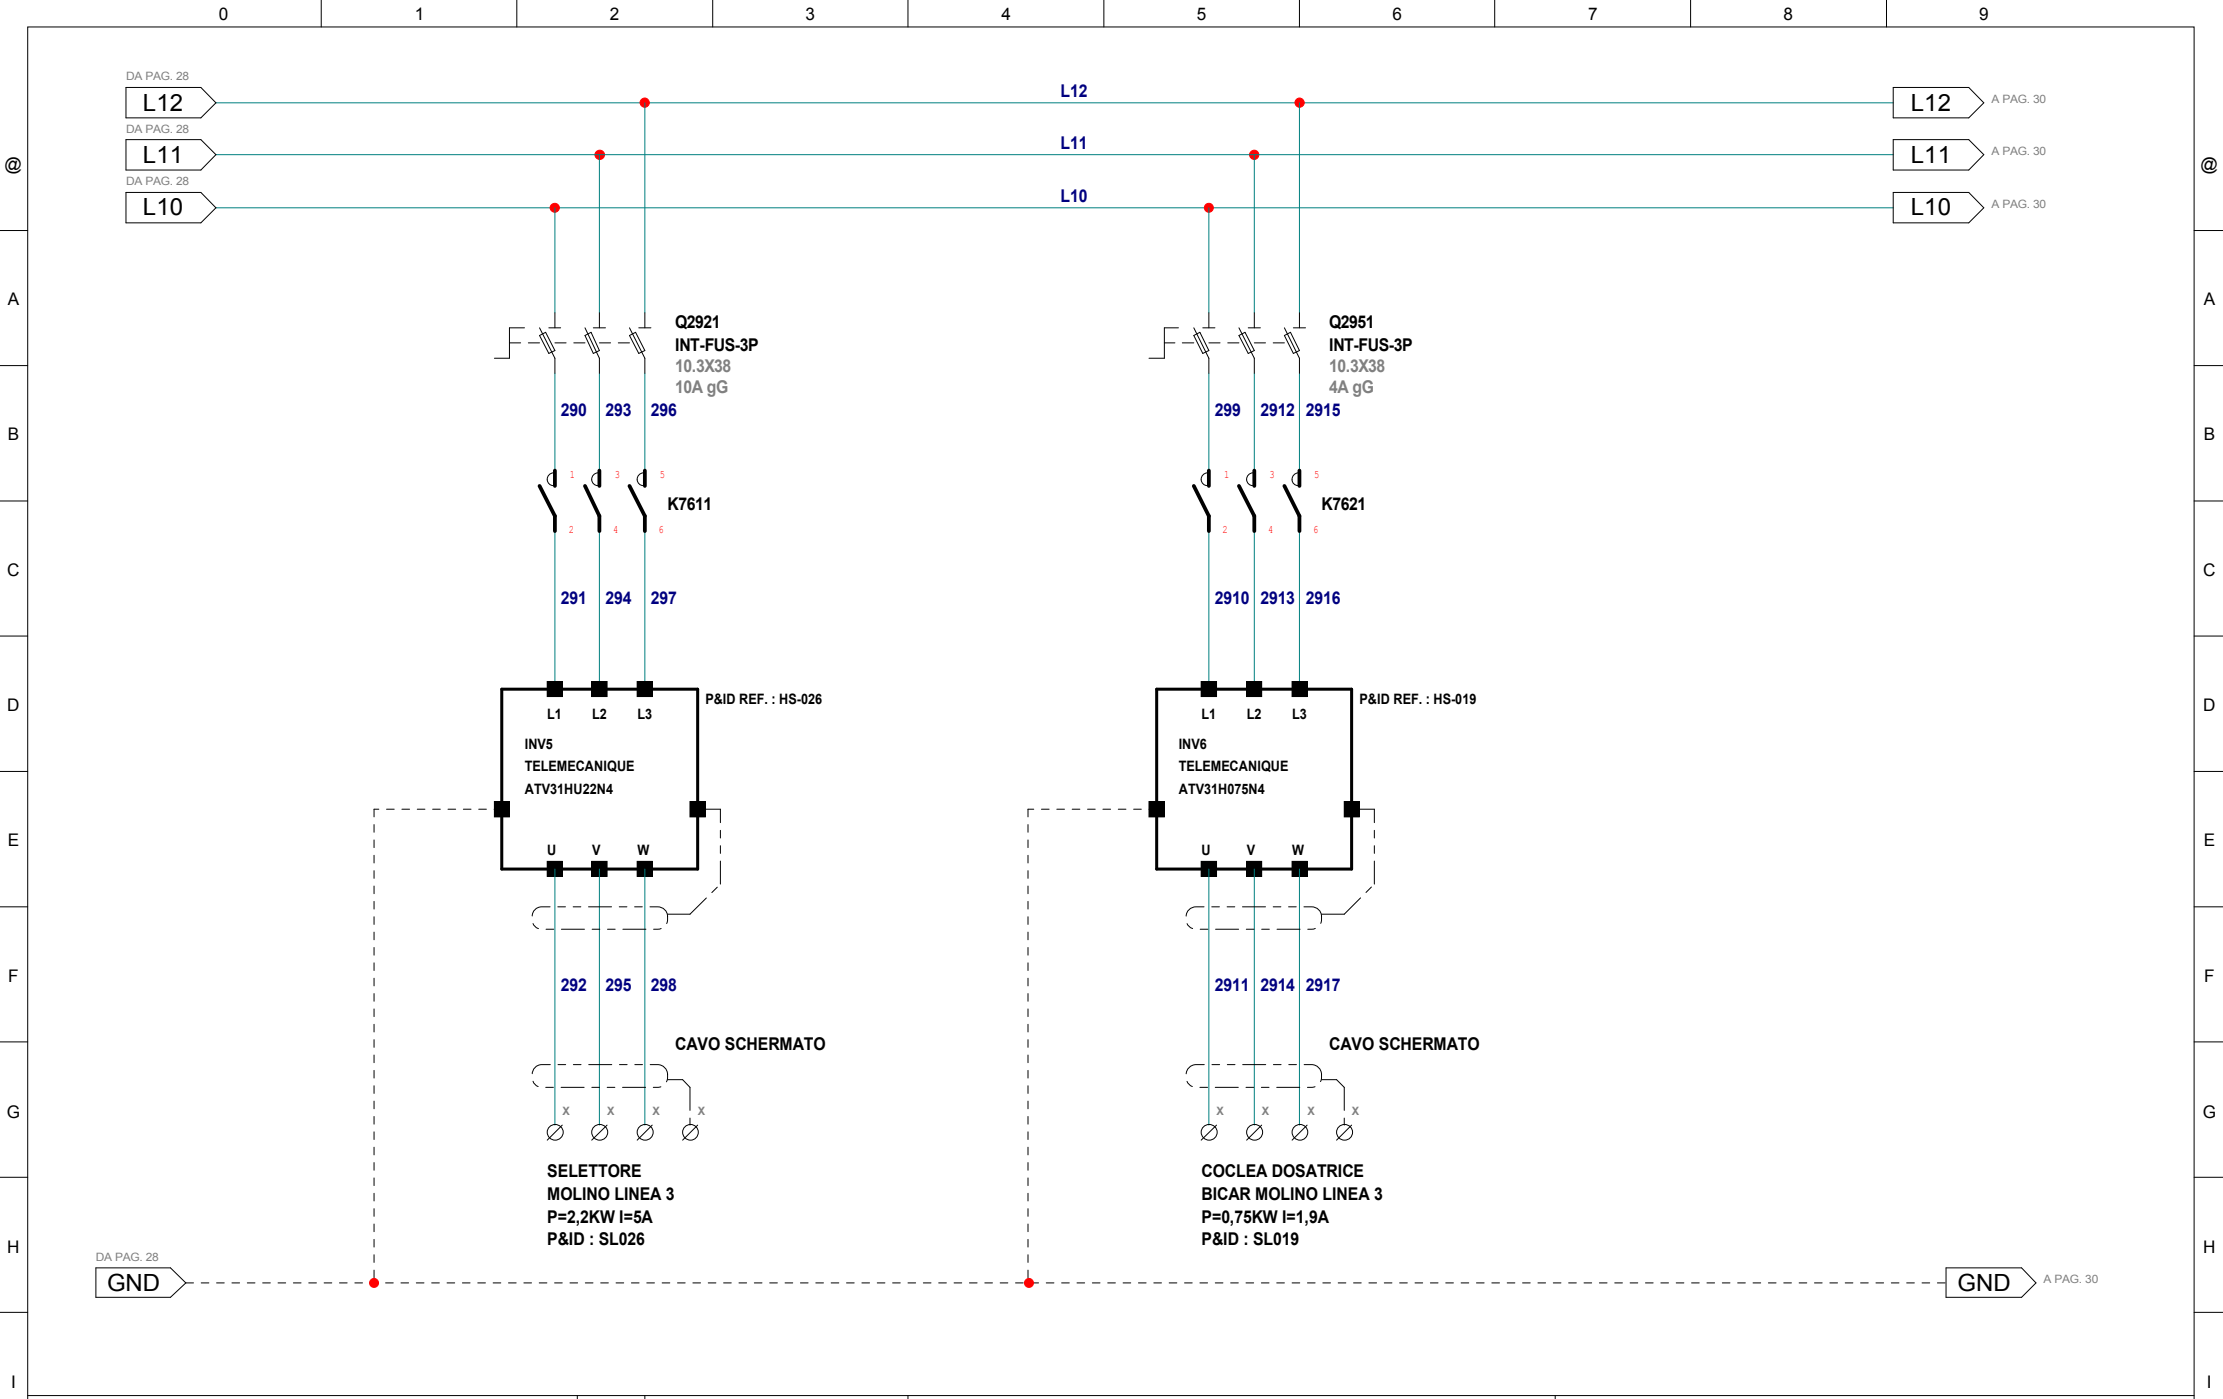 0 1 2 3 4 5 6 7 8 9
DA PAG. 28
L12 L12 L12 A PAG. 30
DA PAG. 28
L11 L11 L11 A PAG. 30
@ @
DA PAG. 28
L10 L10 L10 A PAG. 30
A A
Q2921
INT-FUS-3P
10.3X38
10A gG
Q2951
INT-FUS-3P
10.3X38
4A gG
290 293 296
299 2912 2915
B B
1 3 5
K7611
2 4 6
1 3 5
K7621
2 4 6
C C
291 294 297
2910 2913 2916
D D
P&ID REF. : HS-026
L1 L2 L3
INV5
TELEMECANIQUE
ATV31HU22N4
U V W
P&ID REF. : HS-019
L1 L2 L3
INV6
TELEMECANIQUE
ATV31H075N4
U V W
E E
F F
292 295 298
2911 2914 2917
CAVO SCHERMATO
CAVO SCHERMATO
G G
x x x x
x x x x
SELETTORE
MOLINO LINEA 3
P=2,2KW I=5A
P&ID : SL026
COCLEA DOSATRICE
BICAR MOLINO LINEA 3
P=0,75KW I=1,9A
P&ID : SL019
H H
DA PAG. 28
GND GND A PAG. 30
I I